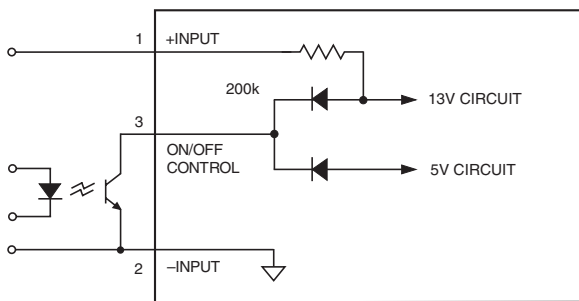 1 +INPUT
200k
13V CIRCUIT
3
ON/OFF
CONTROL
5V CIRCUIT
2 –INPUT